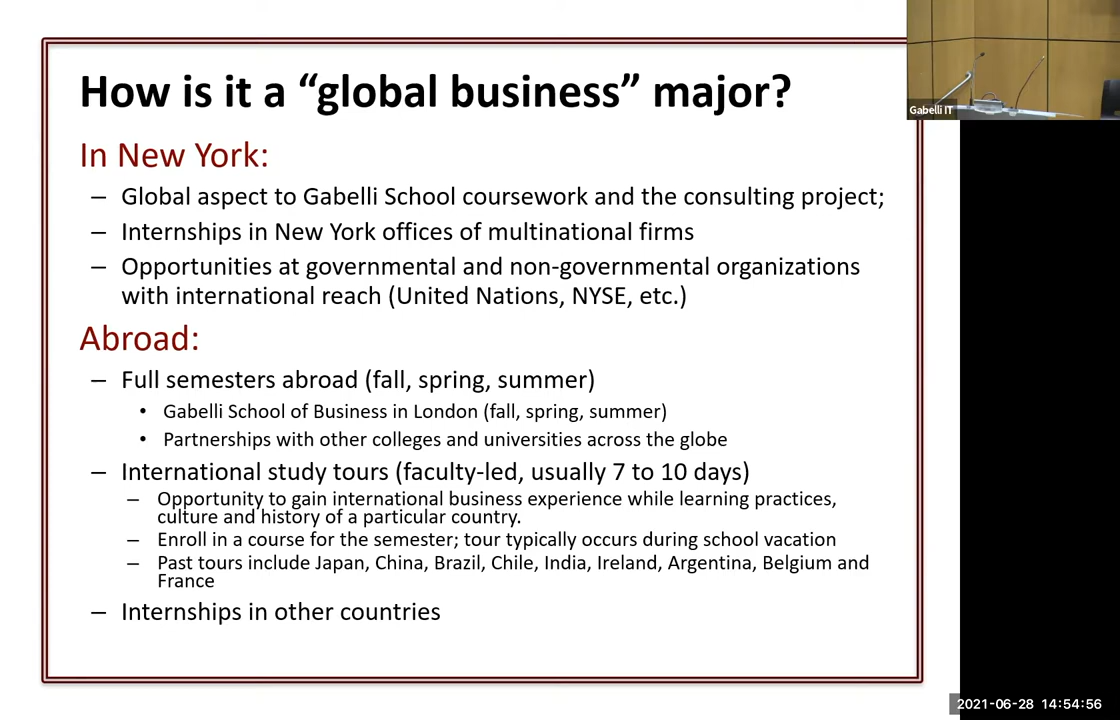 How is it a “global business” major?
In New York:
– Global aspect to Gabelli School coursework and the consulting project;
– Internships in New York offices of multinational firms
– Opportunities at governmental and non-governmental organizations
with international reach (United Nations, NYSE, etc.)
Abroad:
– Full semesters abroad (fall, spring, summer)
• Gabelli School of Business in London (fall, spring, summer)
• Partnerships with other colleges and universities across the globe
– International study tours (faculty-led, usually 7 to 10 days)
– Opportunity to gain international business experience while learning practices,
culture and history of a particular country.
– Enroll in a course for the semester; tour typically occurs during school vacation
– Past tours include Japan, China, Brazil, Chile, India, Ireland, Argentina, Belgium and
France
– Internships in other countries
Gabelli IT
2021-06-28 14:54:56